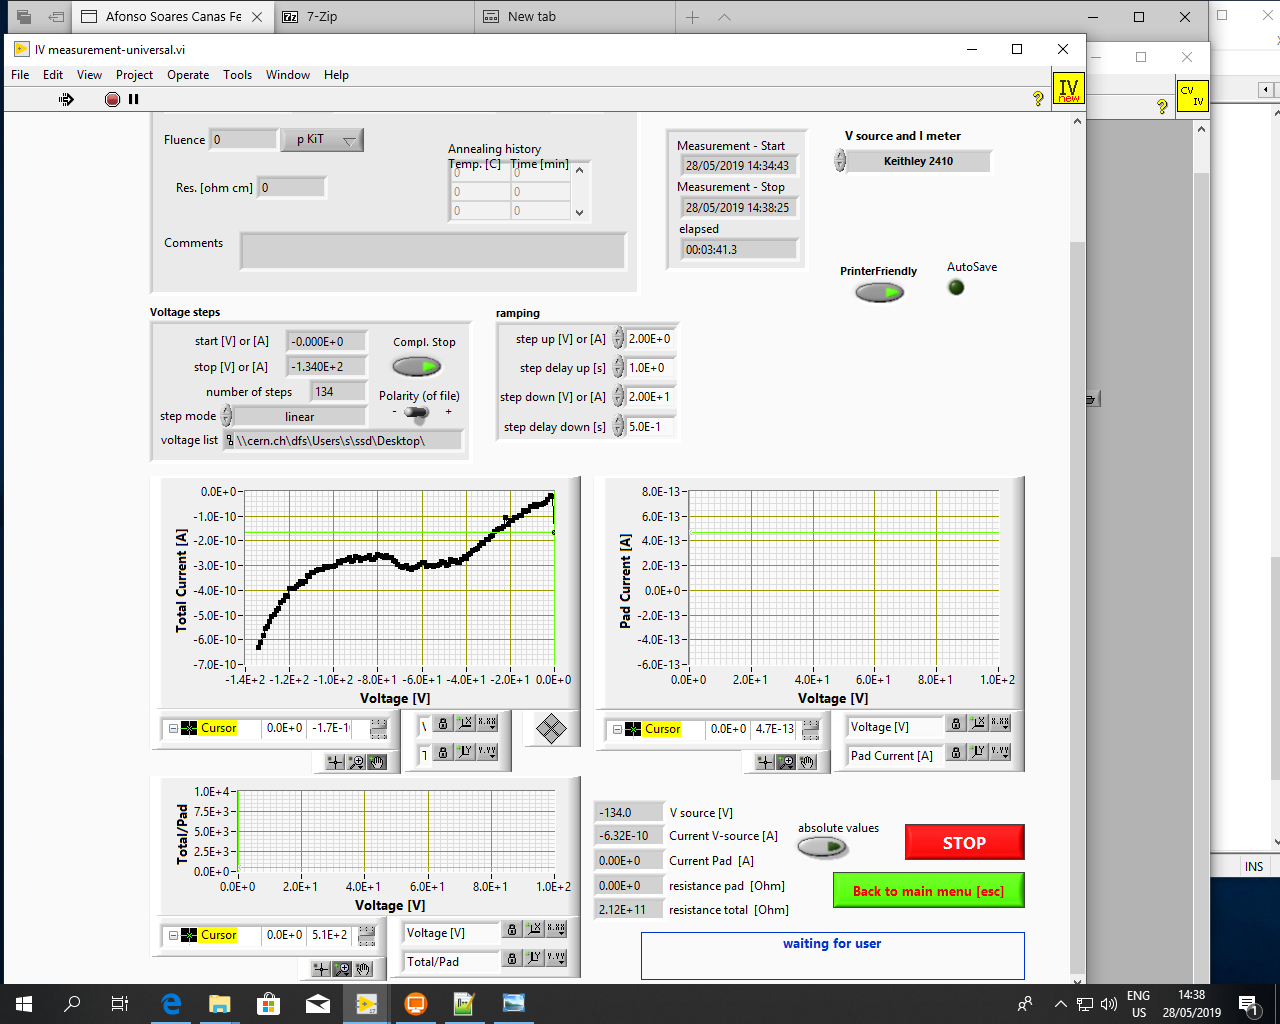 Afonso Soares Canas Fe
7-Zip
New tab
IV measurement-universal.vi
File Edit View Project Operate Tools Window Help
IV
new
CV
IV
Fluence 0 p KiT
Res. [ohm cm] 0
Annealing history
Temp. [C] Time [min]
0 0
0 0
0 0
Comments
Measurement - Start
28/05/2019 14:34:43
Measurement - Stop
28/05/2019 14:38:25
elapsed
00:03:41.3
V source and I meter
Keithley 2410
PrinterFriendly
AutoSave
Voltage steps
start [V] or [A] -0.000E+0
stop [V] or [A] -1.340E+2
number of steps 134
step mode linear
voltage list \\cern.ch\dfs\Users\s\ssd\Desktop\
Compl. Stop
Polarity (of file)
- +
ramping
step up [V] or [A] 2.00E+0
step delay up [s] 1.0E+0
step down [V] or [A] 2.00E+1
step delay down [s] 5.0E-1
Total Current [A]
0.0E+0
-1.0E-10
-2.0E-10
-3.0E-10
-4.0E-10
-5.0E-10
-6.0E-10
-7.0E-10
-1.4E+2 -1.2E+2 -1.0E+2 -8.0E+1 -6.0E+1 -4.0E+1 -2.0E+1 0.0E+0
Voltage [V]
Cursor 0.0E+0 -1.7E-1
Pad Current [A]
8.0E-13
6.0E-13
4.0E-13
2.0E-13
0.0E+0
-2.0E-13
-4.0E-13
-6.0E-13
0.0E+0 2.0E+1 4.0E+1 6.0E+1 8.0E+1 1.0E+2
Voltage [V]
Cursor 0.0E+0 4.7E-13
Voltage [V]
Pad Current [A]
Total/Pad
1.0E+4
7.5E+3
5.0E+3
2.5E+3
0.0E+0
0.0E+0 2.0E+1 4.0E+1 6.0E+1 8.0E+1 1.0E+2
Voltage [V]
Cursor 0.0E+0 5.1E+2
Voltage [V]
Total/Pad
-134.0 V source [V]
-6.32E-10 Current V-source [A]
0.00E+0 Current Pad [A]
0.00E+0 resistance pad [Ohm]
2.12E+11 resistance total [Ohm]
absolute values
STOP
Back to main menu [esc]
waiting for user
INS
ENG
US
14:38
28/05/2019
1